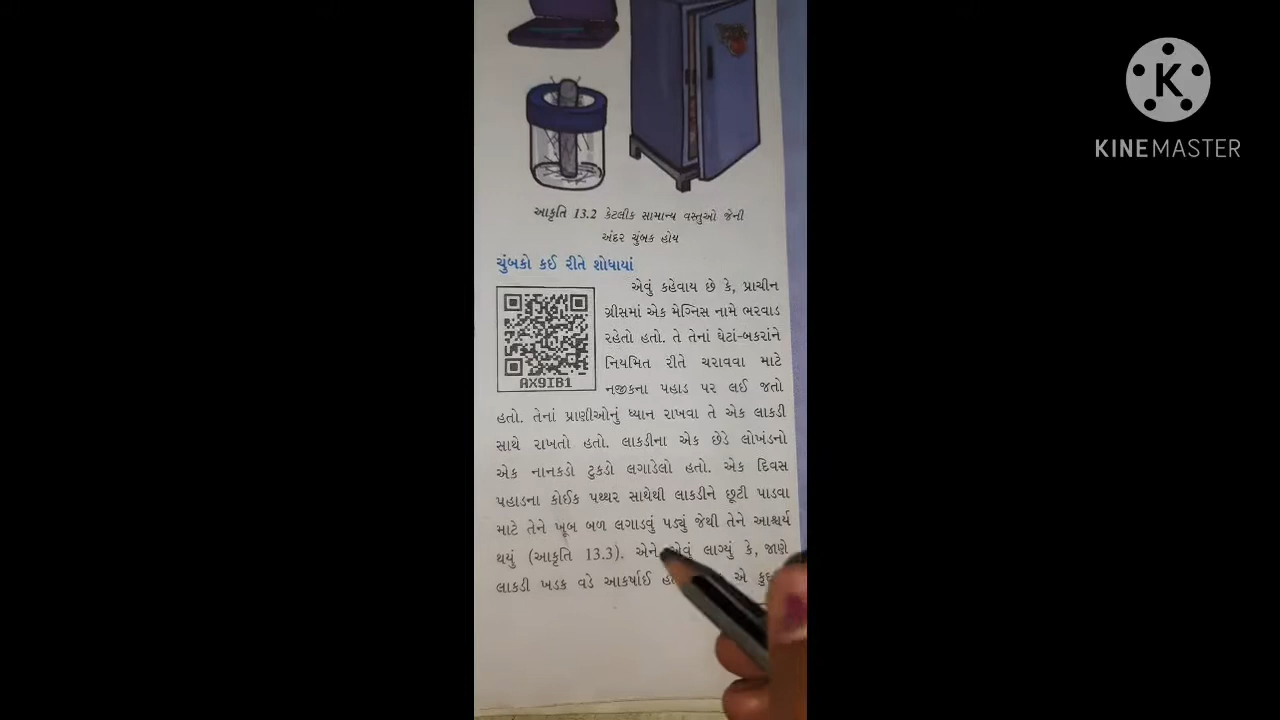 K
KINEMASTER
આકૃતિ 13.2 કેટલીક સામાન્ય વસ્તુઓ જેની
અંદર ચુંબક હોય
ચુંબકો કઈ રીતે શોધાયાં
એવું કહેવાય છે કે, પ્રાચીન
ગ્રીસમાં એક મેગ્નિસ નામે ભરવાડ
રહેતો હતો. તે તેનાં ઘેટાં-બકરાંને
નિયમિત રીતે ચરાવવા માટે
નજીકના પહાડ પર લઈ જતો
AX9IB1
હતો. તેનાં પ્રાણીઓનું ધ્યાન રાખવા તે એક લાકડી
સાથે રાખતો હતો. લાકડીના એક છેડે લોખંડનો
એક નાનકડો ટુકડો લગાડેલો હતો. એક દિવસ
પહાડના કોઈક પથ્થર સાથેથી લાકડીને છૂટી પાડવા
માટે તેને ખૂબ બળ લગાડવું પડ્યું જેથી તેને આશ્ચર્ય
થયું (આકૃતિ 13.3). એને એવું લાગ્યું કે, જાણે
લાકડી ખડક વડે આકર્ષાઈ એ